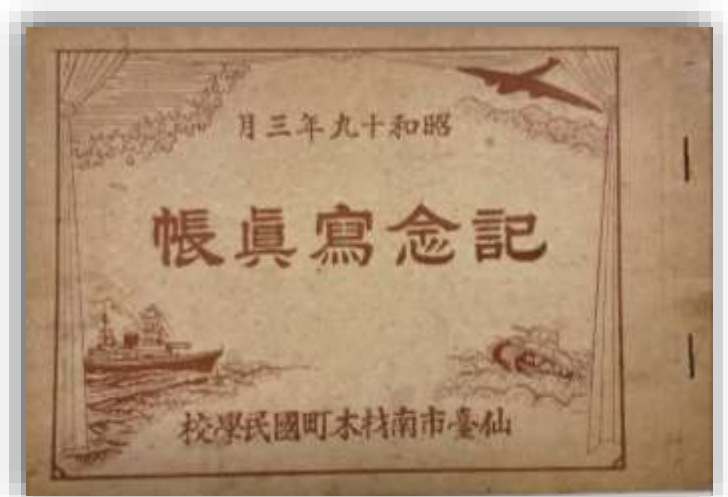 昭和十九年三月
記念寫眞帳
仙臺市南材木町國民學校